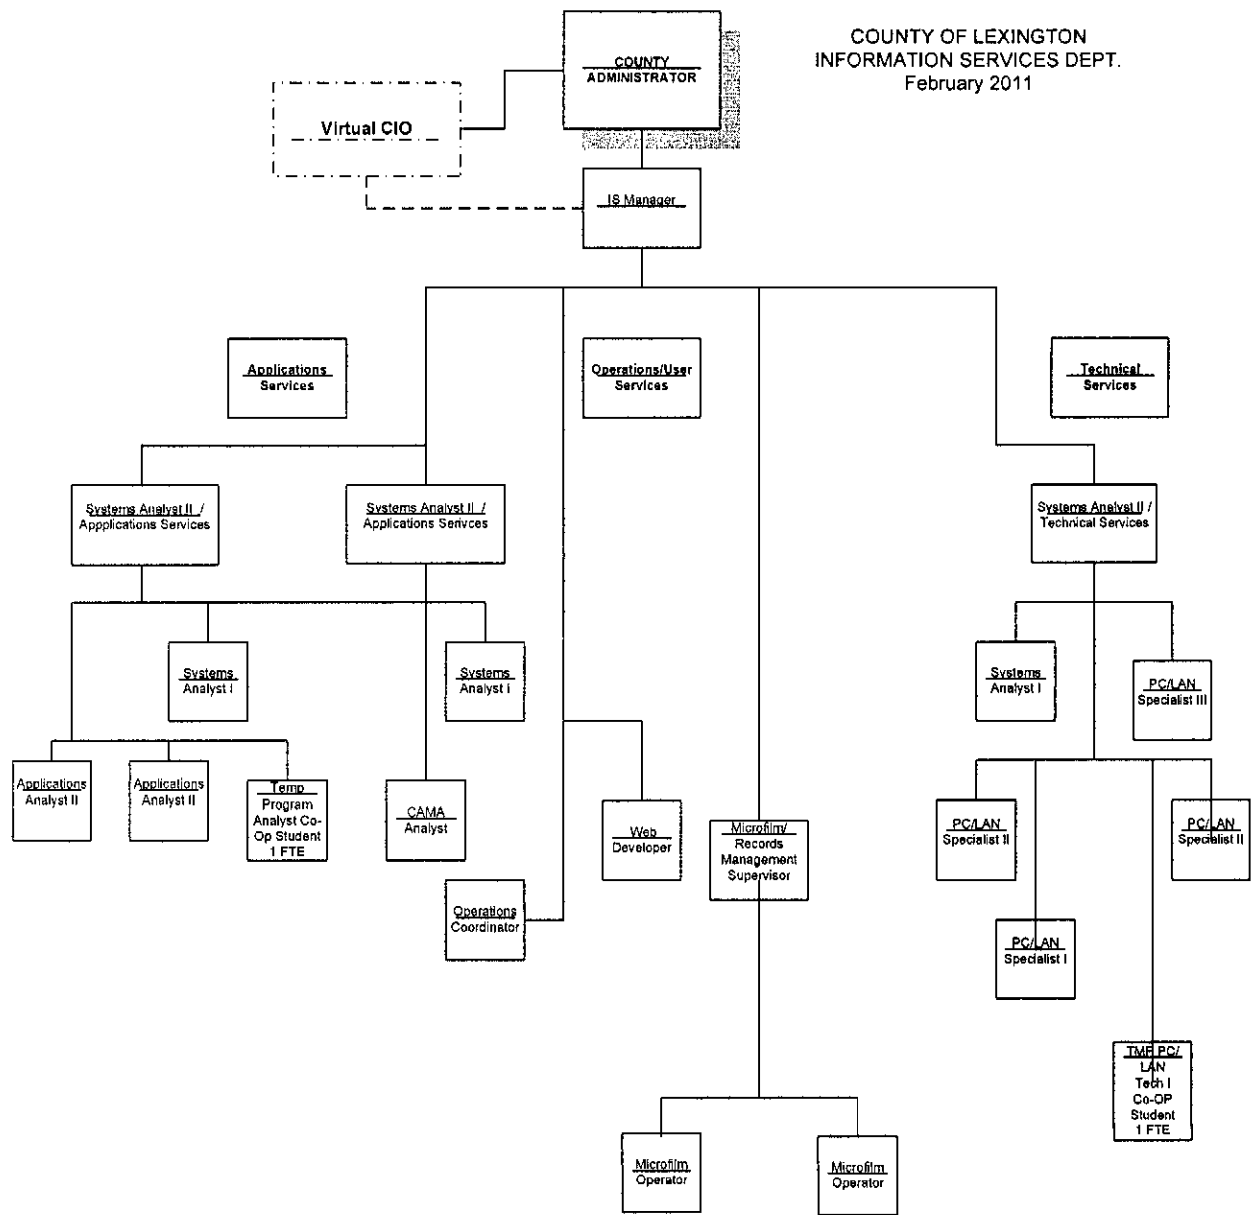 COUNTY OF LEXINGTON
INFORMATION SERVICES DEPT.
February 2011
COUNTY
ADMINISTRATOR
Virtual CIO
IS Manager
Applications
Services
Operations/User
Services
Technical
Services
Systems Analyst II /
Appplications Services
Systems Analyst II /
Applications Serivces
Systems Analyst II /
Technical Services
Systems
Analyst I
Systems
Analyst I
Systems
Analyst I
PC/LAN
Specialist III
Applications
Analyst II
Applications
Analyst II
Temp
Program
Analyst Co-
Op Student
1 FTE
CAMA
Analyst
Web
Developer
Microfilm/
Records
Management
Supervisor
PC/LAN
Specialist II
PC/LAN
Specialist II
Operations
Coordinator
PC/LAN
Specialist I
TMP PC/
LAN
Tech I
Co-OP
Student
1 FTE
Microfilm
Operator
Microfilm
Operator